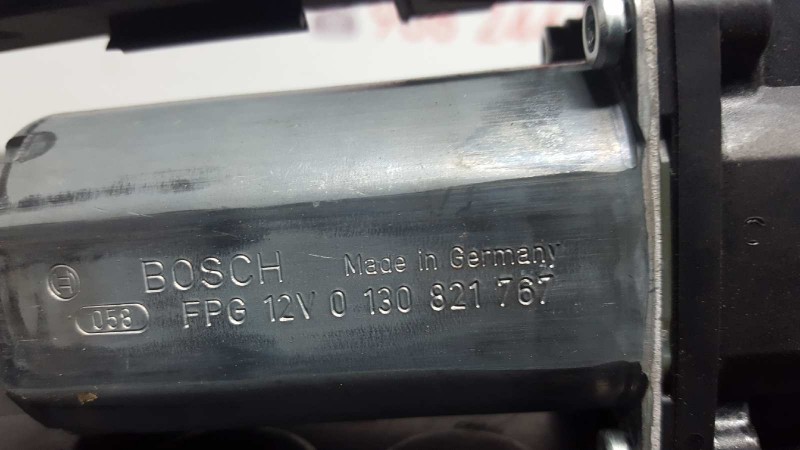 BOSCH Made in Germany
058 FPG 12V 0 130 821 767